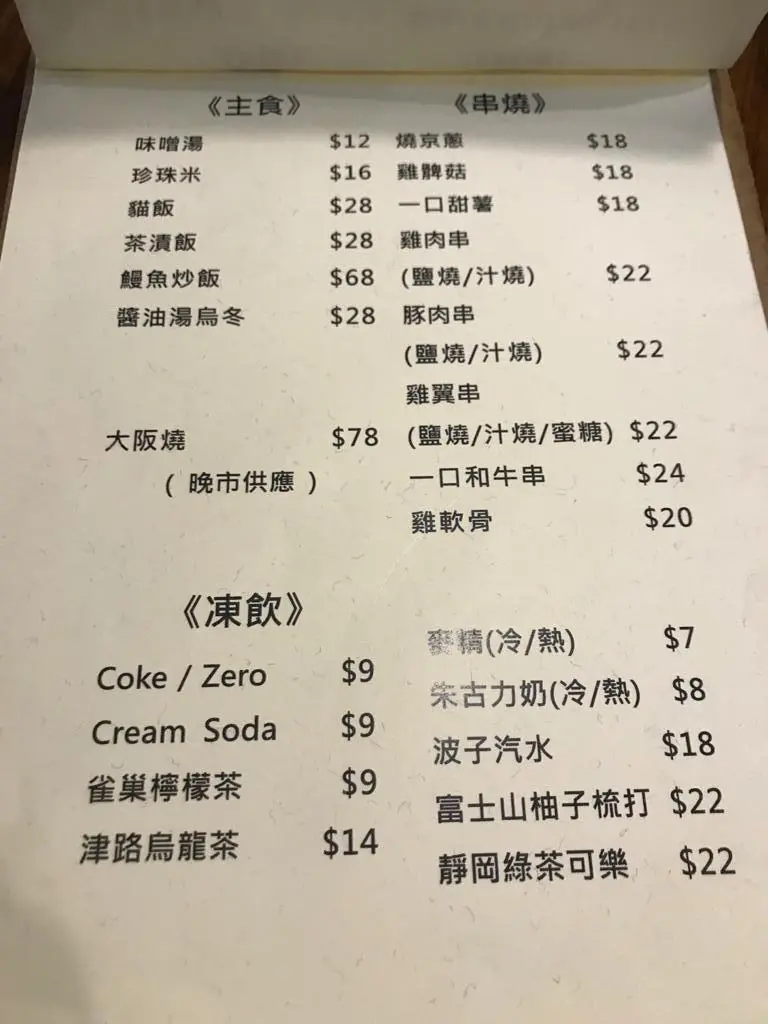 《主食》
味噌湯 $12
珍珠米 $16
貓飯 $28
茶漬飯 $28
鰻魚炒飯 $68
醬油湯烏冬 $28
大阪燒 $78
( 晚市供應 )
《串燒》
燒京蔥 $18
雞髀菇 $18
一口甜薯 $18
雞肉串
(鹽燒/汁燒) $22
豚肉串
(鹽燒/汁燒) $22
雞翼串
(鹽燒/汁燒/蜜糖) $22
一口和牛串 $24
雞軟骨 $20
《凍飲》
Coke / Zero $9
Cream Soda $9
雀巢檸檬茶 $9
津路烏龍茶 $14
麥精(冷/熱) $7
朱古力奶(冷/熱) $8
波子汽水 $18
富士山柚子梳打 $22
靜岡綠茶可樂 $22